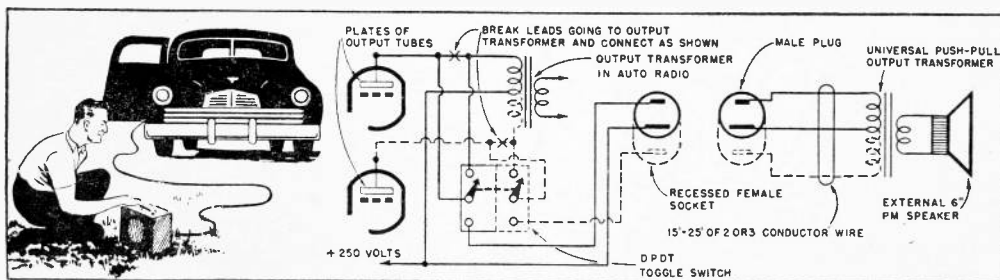 PLATES OF
OUTPUT TUBES
BREAK LEADS GOING TO OUTPUT
TRANSFORMER AND CONNECT AS SHOWN
OUTPUT TRANSFORMER
IN AUTO RADIO
MALE PLUG
UNIVERSAL PUSH-PULL
OUTPUT TRANSFORMER
RECESSED FEMALE
SOCKET
EXTERNAL 6"
PM SPEAKER
15'-25' OF 2 OR 3 CONDUCTOR WIRE
+250 VOLTS
DPDT
TOGGLE SWITCH